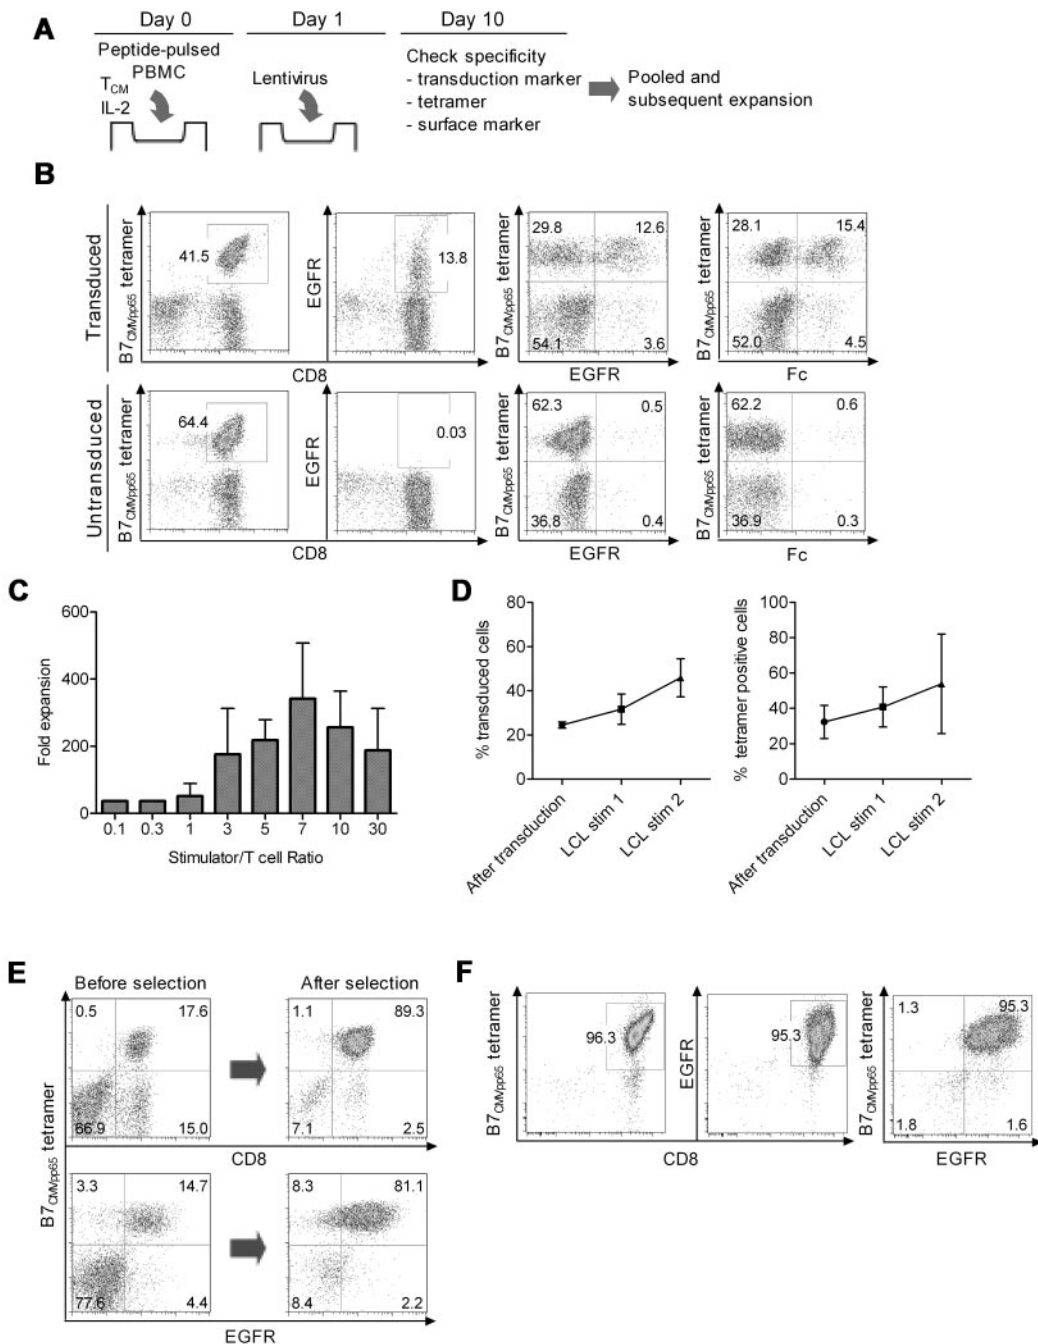 A
Day 0
Day 1
Day 10
Peptide-pulsed
PBMC
TCM
IL-2
Lentivirus
Check specificity
- transduction marker
- tetramer
- surface marker
Pooled and
subsequent expansion
B
Transduced
B7CMVpp65 tetramer
41.5
EGFR
13.8
CD8
B7CMVpp65 tetramer
29.8
12.6
54.1
3.6
EGFR
B7CMVpp65 tetramer
28.1
15.4
52.0
4.5
Fc
Untransduced
B7CMVpp65 tetramer
64.4
EGFR
0.03
CD8
B7CMVpp65 tetramer
62.3
0.5
36.8
0.4
EGFR
B7CMVpp65 tetramer
62.2
0.6
36.9
0.3
Fc
C
Fold expansion
600
400
200
0
0.1 0.3 1 3 5 7 10 30
Stimulator/T cell Ratio
D
% transduced cells
80
60
40
20
0
After transduction
LCL stim 1
LCL stim 2
% tetramer positive cells
100
80
60
40
20
0
After transduction
LCL stim 1
LCL stim 2
E
Before selection
After selection
B7CMVpp65 tetramer
0.5
17.6
66.9
15.0
1.1
89.3
7.1
2.5
CD8
3.3
14.7
77.6
4.4
8.3
81.1
8.4
2.2
EGFR
F
B7CMVpp65 tetramer
96.3
EGFR
95.3
CD8
B7CMVpp65 tetramer
1.3
95.3
1.8
1.6
EGFR